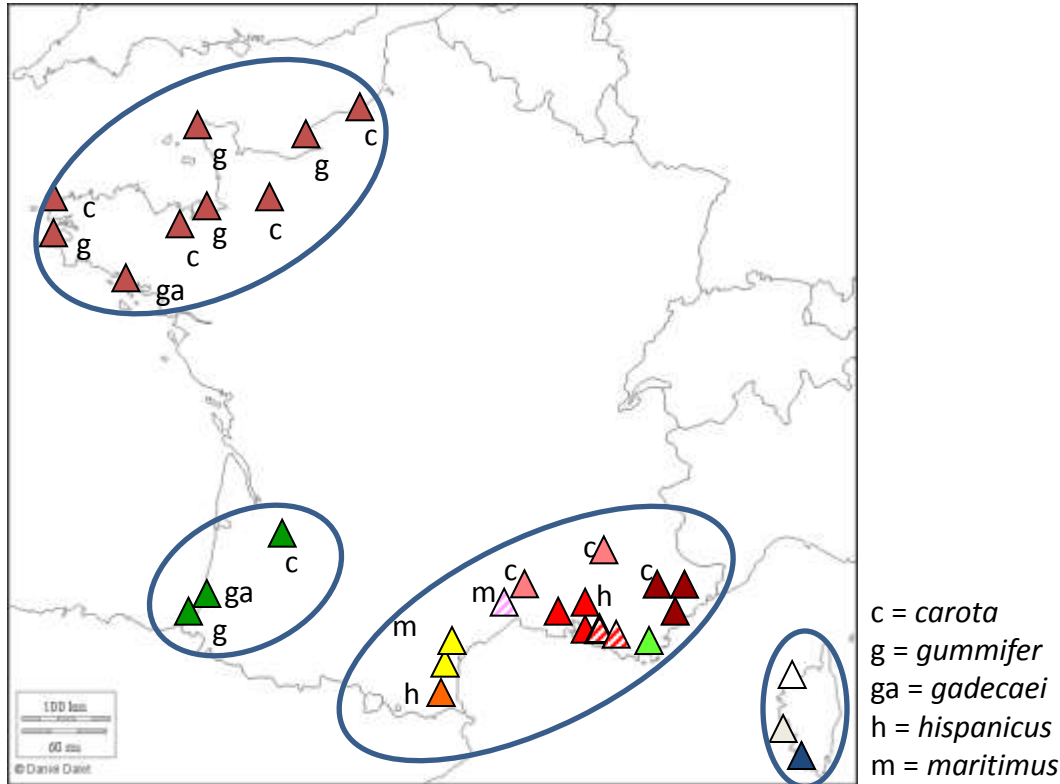 c
g
g
c
g
c
c
g
ga
c
ga
g
c
c
c
m
h
m
h
c = carota
g = gummifer
ga = gadecaei
h = hispanicus
m = maritimus
100 km
60 mi
© Daniel Dalet